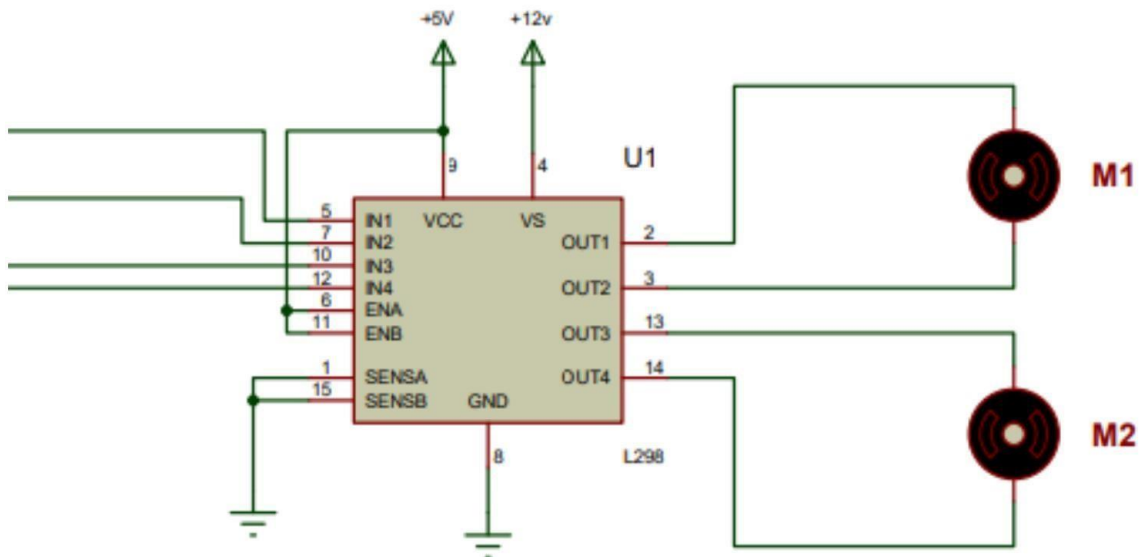 +5V
+12v
9
4
U1
5
IN1
VCC
VS
7
IN2
OUT1
2
10
IN3
12
IN4
OUT2
3
6
ENA
11
ENB
OUT3
13
1
SENSA
OUT4
14
15
SENSB
GND
8
L298
M1
M2